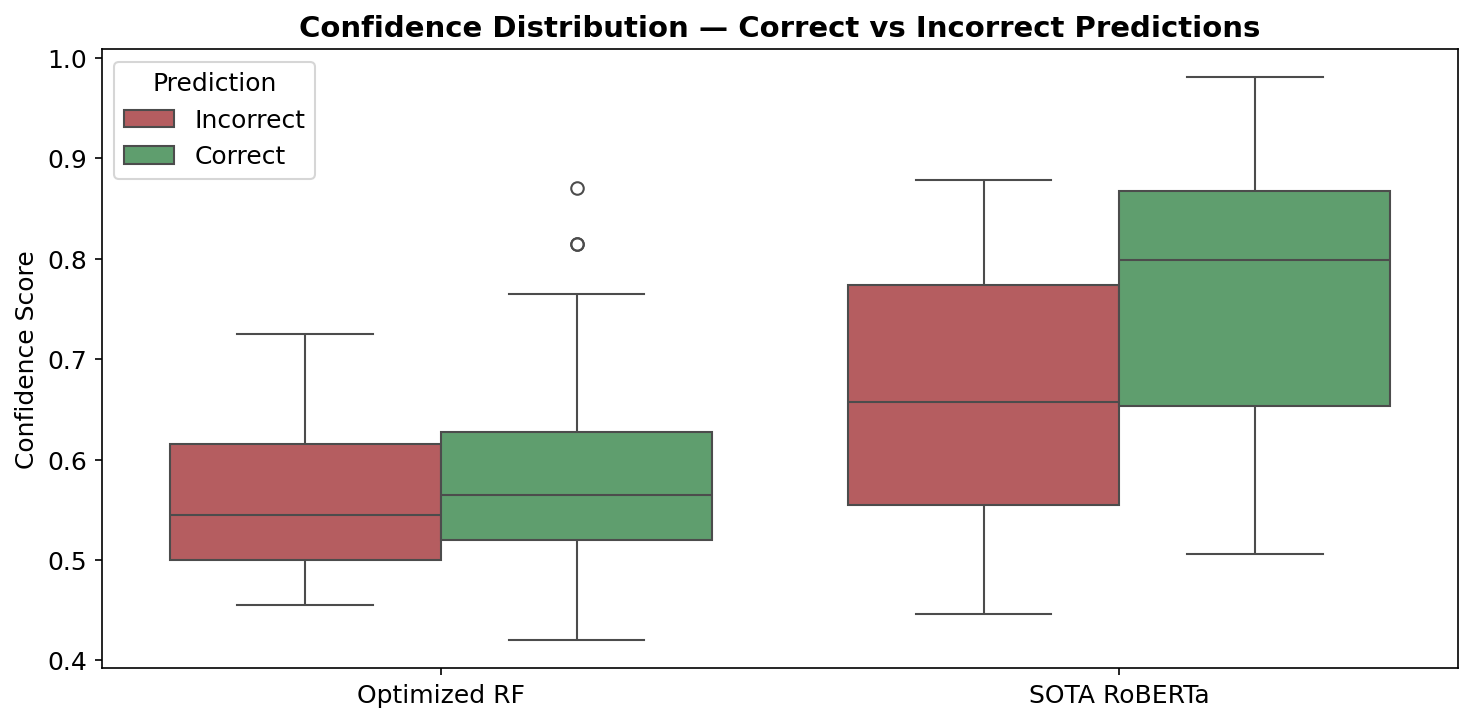 Confidence Distribution — Correct vs Incorrect Predictions
Prediction
Incorrect
Correct
Confidence Score
1.0
0.9
0.8
0.7
0.6
0.5
0.4
Optimized RF
SOTA RoBERTa